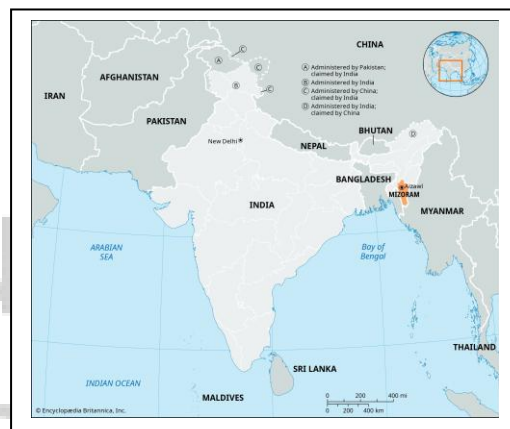 CHINA
Ⓐ Administered by Pakistan;
claimed by India
Ⓑ Administered by India
Ⓒ Administered by China;
claimed by India
Ⓓ Administered by India;
claimed by China
Ⓒ
Ⓐ
AFGHANISTAN
Ⓒ
Ⓑ
IRAN
PAKISTAN
New Delhi
NEPAL
BHUTAN
Ⓓ
BANGLADESH
Aizawl
MIZORAM
INDIA
MYANMAR
ARABIAN
SEA
Bay of
Bengal
THAILAND
SRI LANKA
INDIAN OCEAN
MALDIVES
0 200 400 mi
0 200 400 km
© Encyclopædia Britannica, Inc.